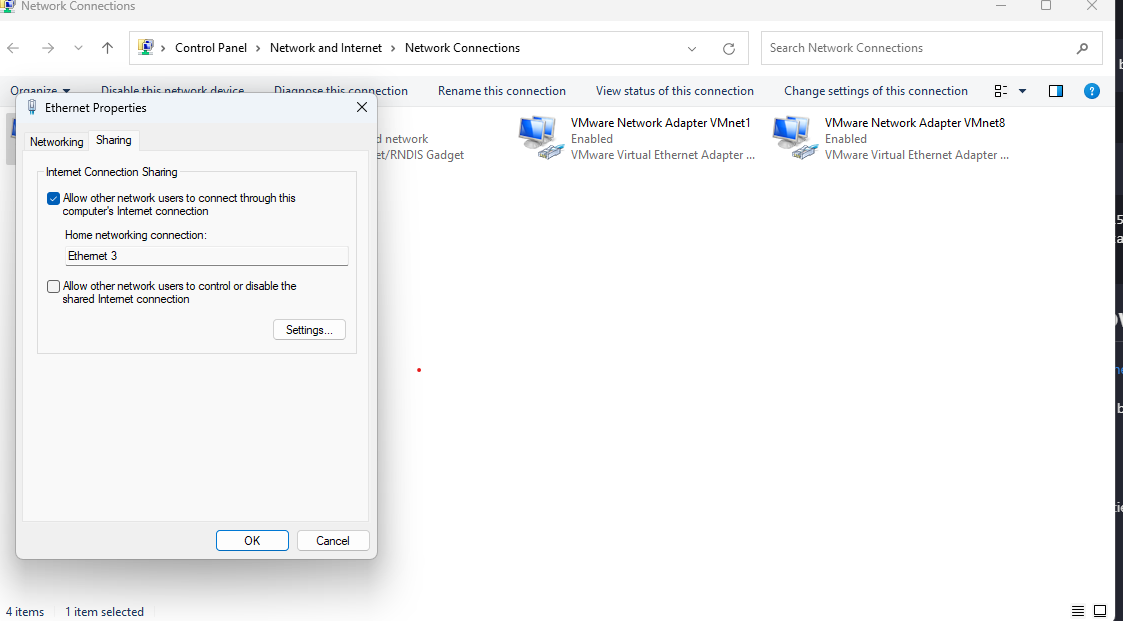 Network Connections
Control Panel > Network and Internet > Network Connections
Search Network Connections
Organize Disable this network device Diagnose this connection Rename this connection View status of this connection Change settings of this connection
Ethernet Properties
Networking Sharing
Internet Connection Sharing
Allow other network users to connect through this
computer's Internet connection
Home networking connection:
Ethernet 3
Allow other network users to control or disable the
shared Internet connection
Settings...
OK Cancel
d network
et/RNDIS Gadget
VMware Network Adapter VMnet1
Enabled
VMware Virtual Ethernet Adapter ...
VMware Network Adapter VMnet8
Enabled
VMware Virtual Ethernet Adapter ...
4 items 1 item selected